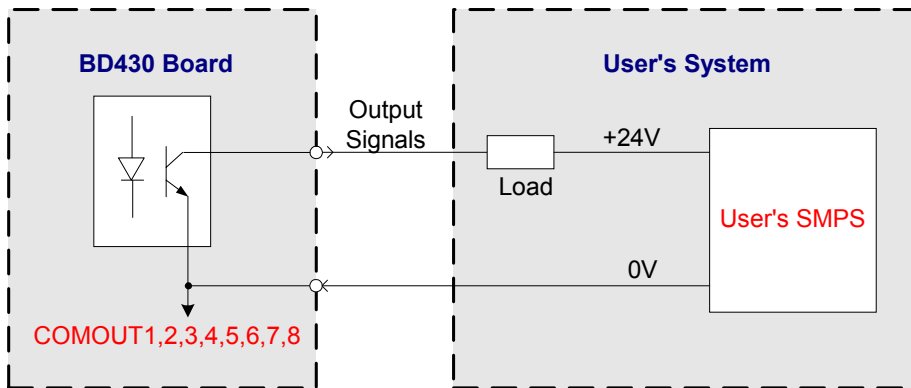 BD430 Board
User's System
Output
Signals
+24V
Load
User's SMPS
0V
COMOUT1,2,3,4,5,6,7,8